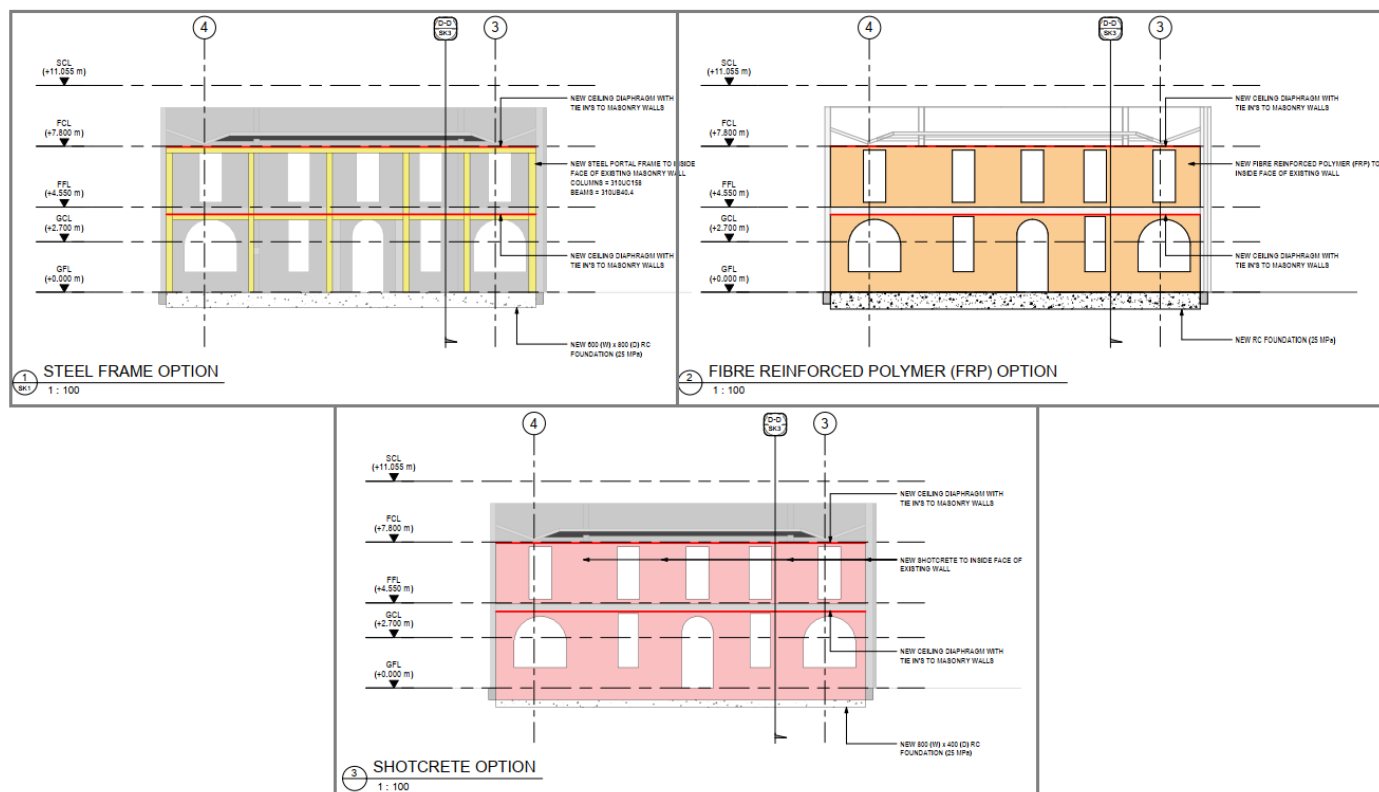 4
D-D
SK3
3
SCL
(+11.055 m)
NEW CEILING DIAPHRAGM WITH
TIE IN'S TO MASONRY WALLS
FCL
(+7.800 m)
NEW STEEL PORTAL FRAME TO INSIDE
FACE OF EXISTING MASONRY WALL
COLUMNS = 310UC158
BEAMS = 310UB40.4
FFL
(+4.550 m)
GCL
(+2.700 m)
NEW CEILING DIAPHRAGM WITH
TIE IN'S TO MASONRY WALLS
GFL
(+0.000 m)
NEW 600 (W) x 800 (D) RC
FOUNDATION (25 MPa)
1
SK1
STEEL FRAME OPTION
1 : 100
4
D-D
SK3
3
SCL
(+11.055 m)
NEW CEILING DIAPHRAGM WITH
TIE IN'S TO MASONRY WALLS
FCL
(+7.800 m)
NEW FIBRE REINFORCED POLYMER (FRP) TO
INSIDE FACE OF EXISTING WALL
FFL
(+4.550 m)
GCL
(+2.700 m)
NEW CEILING DIAPHRAGM WITH
TIE IN'S TO MASONRY WALLS
GFL
(+0.000 m)
NEW RC FOUNDATION (25 MPa)
2
FIBRE REINFORCED POLYMER (FRP) OPTION
1 : 100
4
D-D
SK3
3
SCL
(+11.055 m)
NEW CEILING DIAPHRAGM WITH
TIE IN'S TO MASONRY WALLS
FCL
(+7.800 m)
NEW SHOTCRETE TO INSIDE FACE OF
EXISTING WALL
FFL
(+4.550 m)
GCL
(+2.700 m)
NEW CEILING DIAPHRAGM WITH
TIE IN'S TO MASONRY WALLS
GFL
(+0.000 m)
NEW 800 (W) x 400 (D) RC
FOUNDATION (25 MPa)
3
SHOTCRETE OPTION
1 : 100